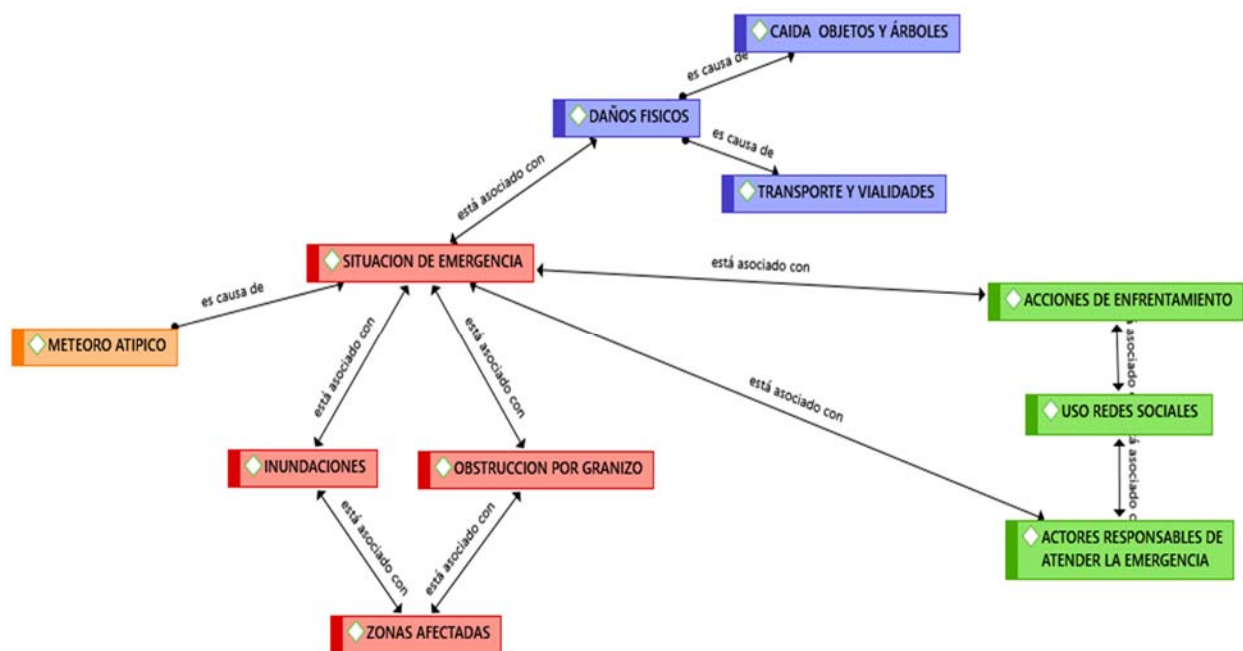 CAIDA OBJETOS Y ÁRBOLES
es causa de
DAÑOS FISICOS
es causa de
TRANSPORTE Y VIALIDADES
está asociado con
SITUACION DE EMERGENCIA
está asociado con
ACCIONES DE ENFRENTAMIENTO
es causa de
METEORO ATIPICO
está asociado con
está asociado con
está asociado con
asociado
USO REDES SOCIALES
asociado
INUNDACIONES
OBSTRUCCION POR GRANIZO
ACTORES RESPONSABLES DE
ATENDER LA EMERGENCIA
está asociado con
está asociado con
ZONAS AFECTADAS